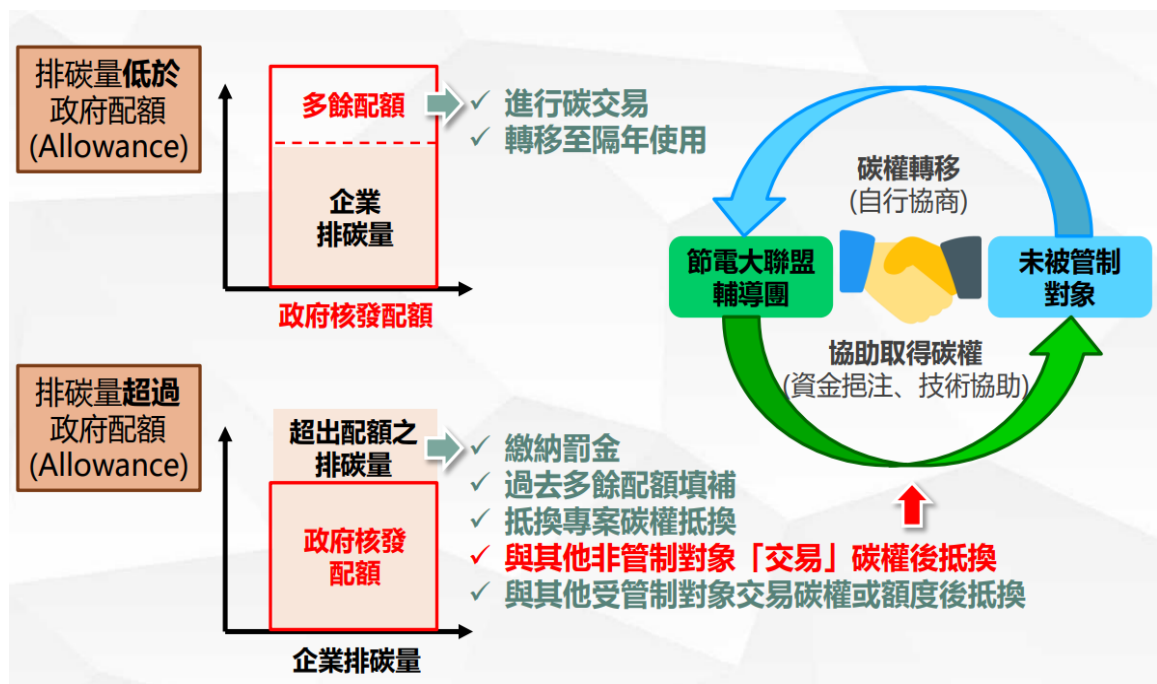 排碳量低於
政府配額
(Allowance)
多餘配額
企業
排碳量
政府核發配額
✓ 進行碳交易
✓ 轉移至隔年使用
排碳量超過
政府配額
(Allowance)
超出配額之
排碳量
政府核發
配額
企業排碳量
✓ 繳納罰金
✓ 過去多餘配額填補
✓ 抵換專案碳權抵換
✓ 與其他非管制對象「交易」碳權後抵換
✓ 與其他受管制對象交易碳權或額度後抵換
碳權轉移
(自行協商)
節電大聯盟
輔導團
未被管制
對象
協助取得碳權
(資金挹注、技術協助)